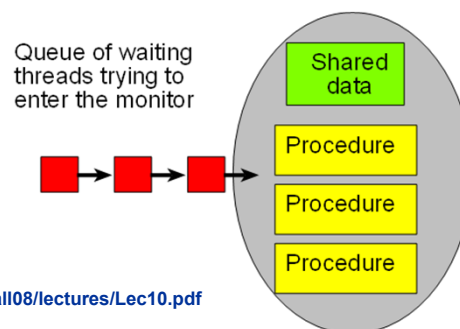 Queue of waiting
threads trying to
enter the monitor
Shared
data
Procedure
Procedure
Procedure
all08/lectures/Lec10.pdf